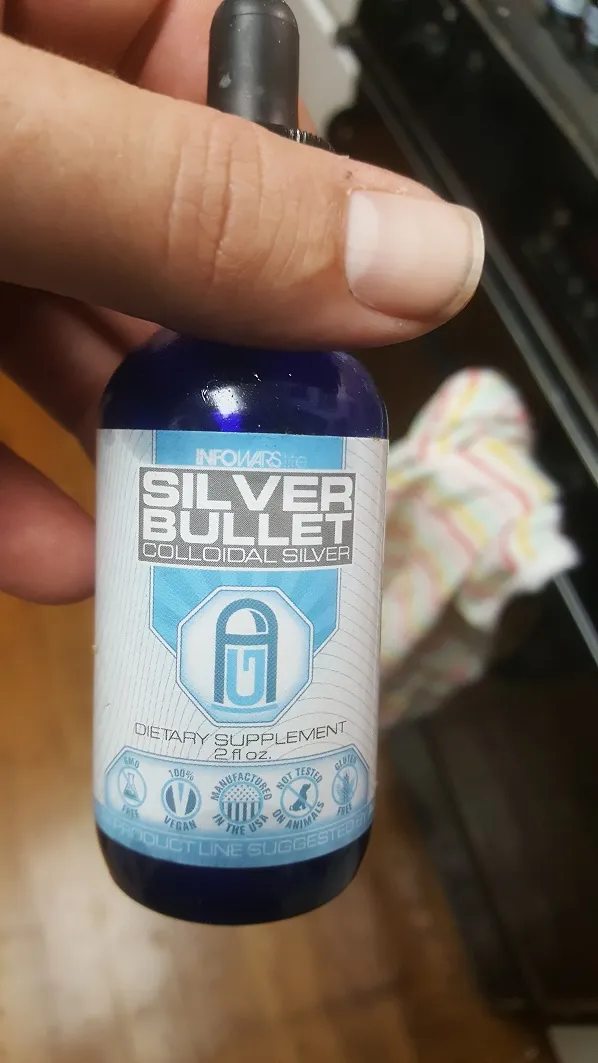 INFOWARS life
SILVER
BULLET
COLLOIDAL SILVER
DIETARY SUPPLEMENT
2 fl oz.
GMO FREE
100% VEGAN
MANUFACTURED IN THE USA
NOT TESTED ON ANIMALS
GLUTEN FREE
PRODUCT LINE SUGGESTED